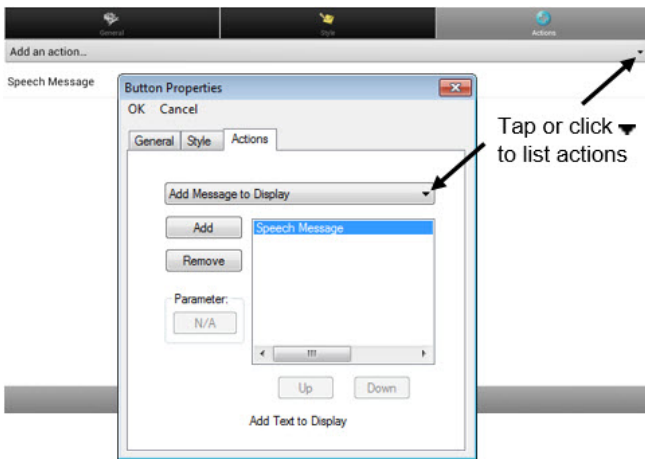 General Style Actions
Add an action...
Speech Message
Button Properties
OK Cancel
General Style Actions
Tap or click
to list actions
Add Message to Display
Add
Speech Message
Remove
Parameter:
N/A
Up Down
Add Text to Display